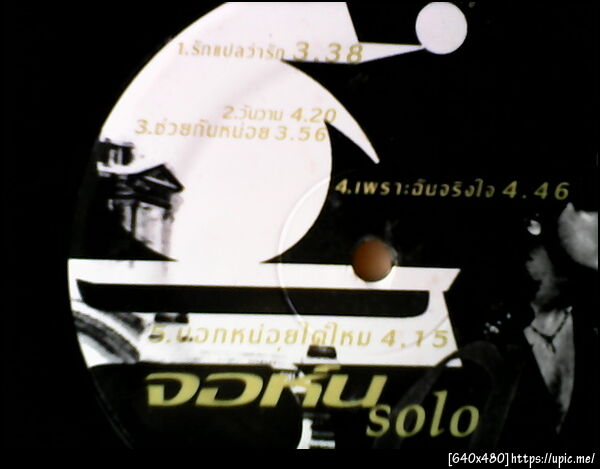 1.รักแปลว่ารัก 3.38
2.วันวาน 4.20
3.ช่วยกันหน่อย 3.56
4.เพราะฉันจริงใจ 4.46
5.บอกหน่อยได้ไหม 4.15
จอห์น
solo
[640x480]https://upic.me/